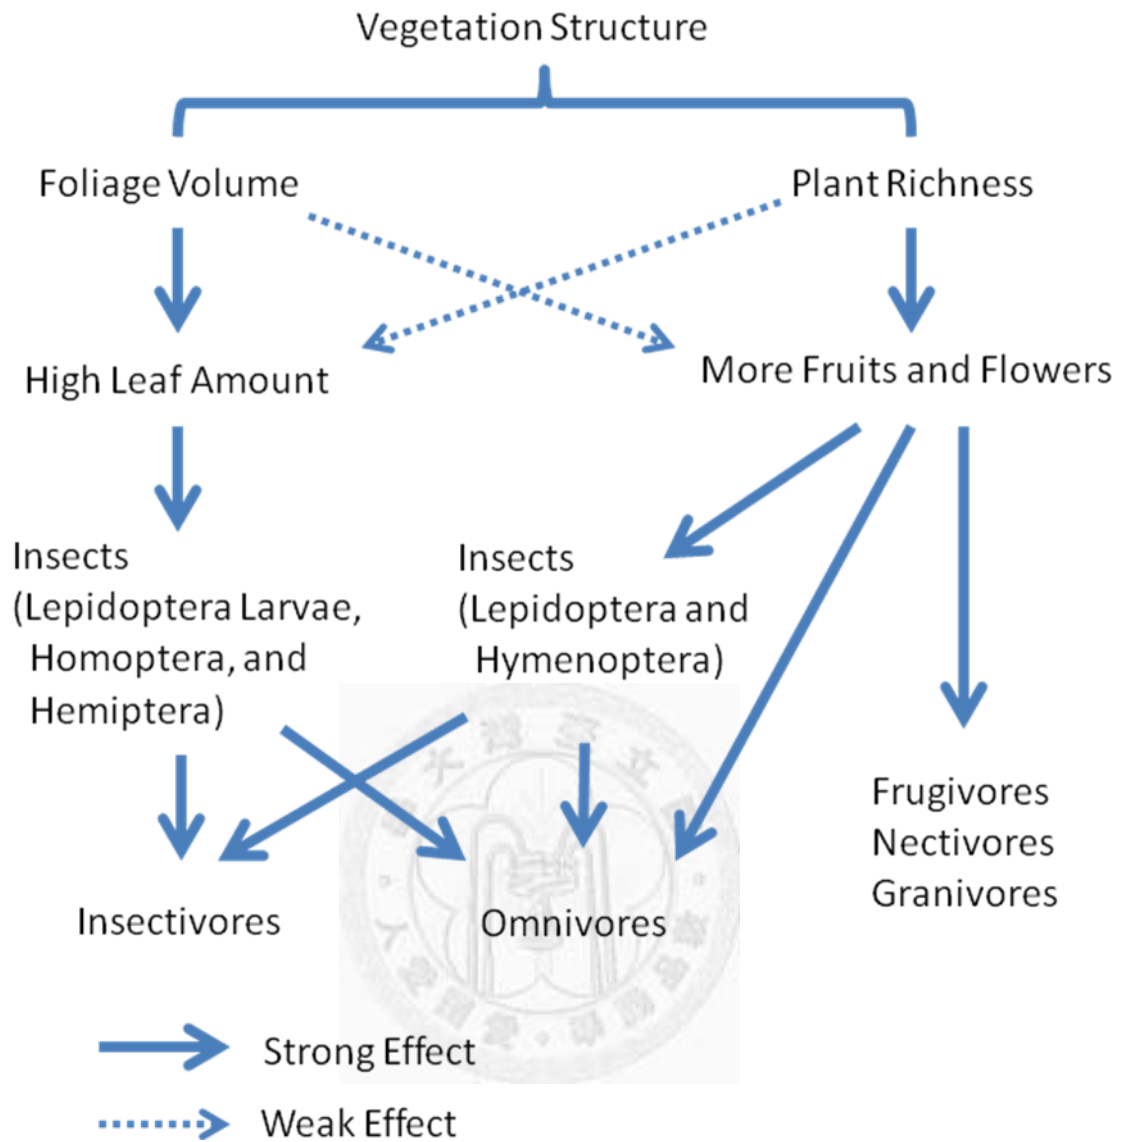 Vegetation Structure
Foliage Volume
Plant Richness
High Leaf Amount
More Fruits and Flowers
Insects
(Lepidoptera Larvae,
Homoptera, and
Hemiptera)
Insects
(Lepidoptera and
Hymenoptera)
Frugivores
Nectivores
Granivores
Insectivores
Omnivores
Strong Effect
Weak Effect